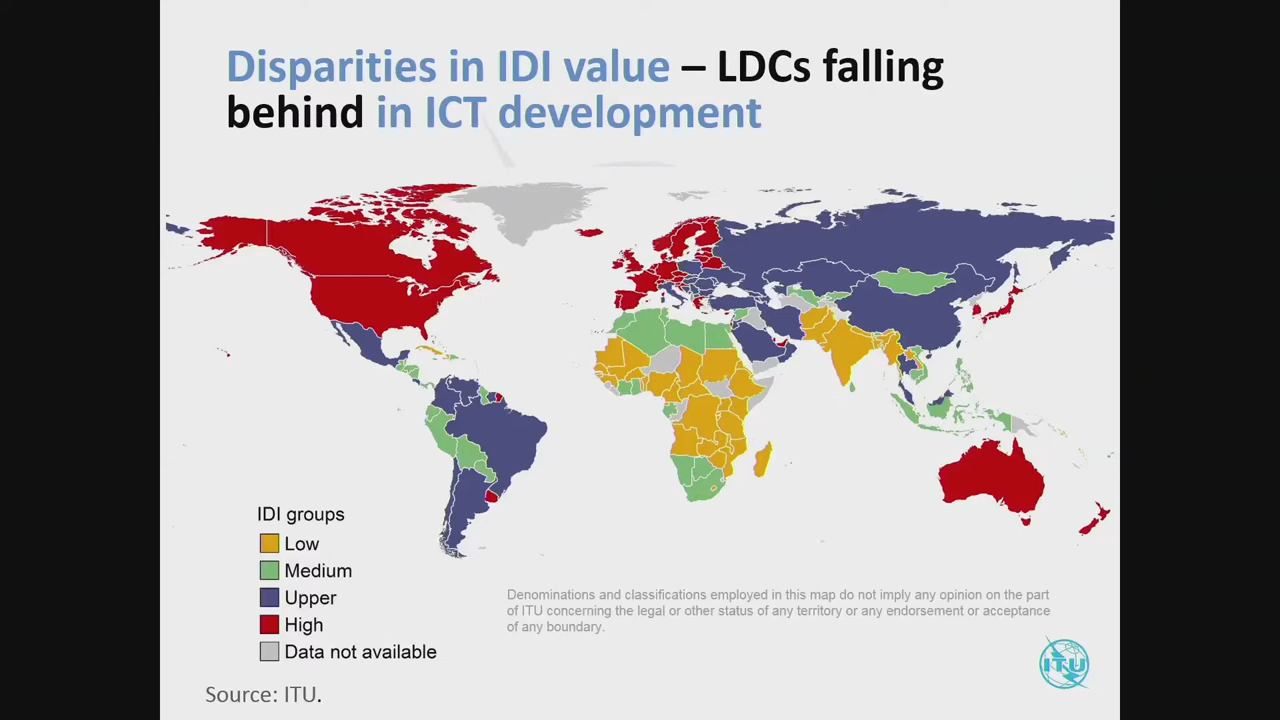 Disparities in IDI value – LDCs falling
behind in ICT development
IDI groups
Low
Medium
Upper
High
Data not available
Denominations and classifications employed in this map do not imply any opinion on the part
of ITU concerning the legal or other status of any territory or any endorsement or acceptance
of any boundary.
ITU
Source: ITU.